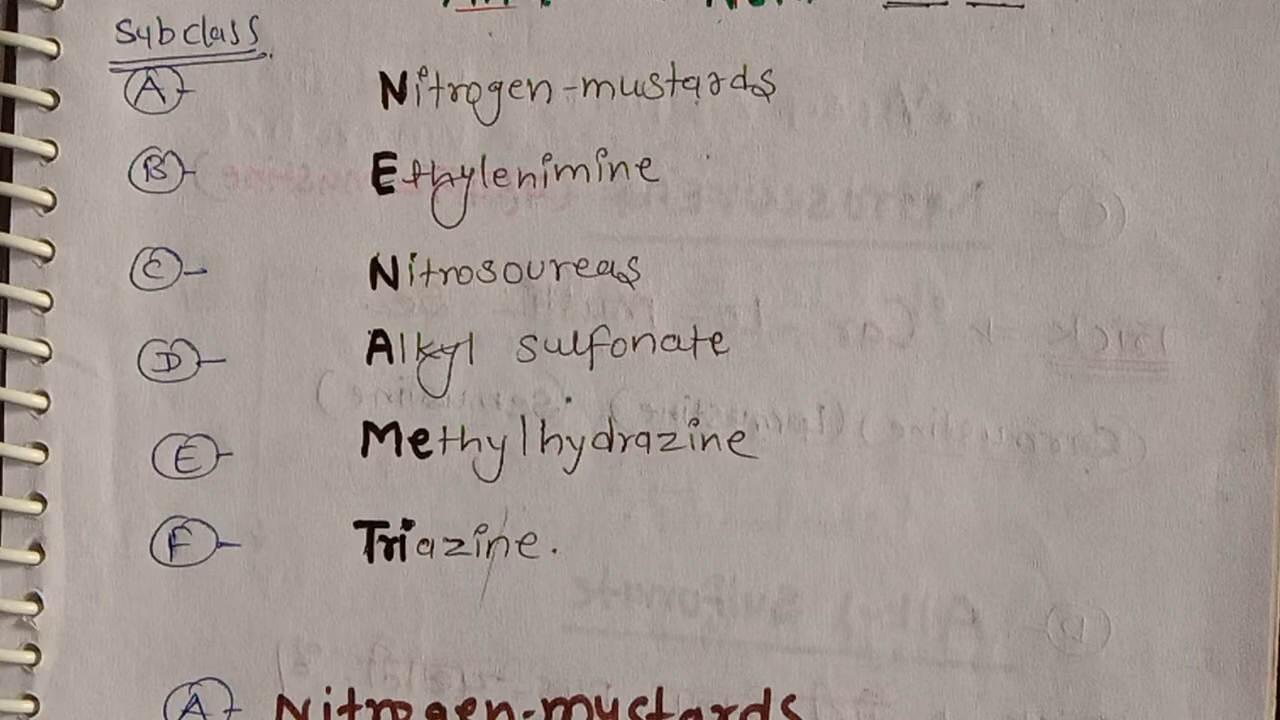 Subclass
A- Nitrogen-mustards
B- Ethylenimine
C- Nitrosoureas
D- Alkyl sulfonate
E- Methylhydrazine
F- Triazine.
A- Nitrogen-mustards